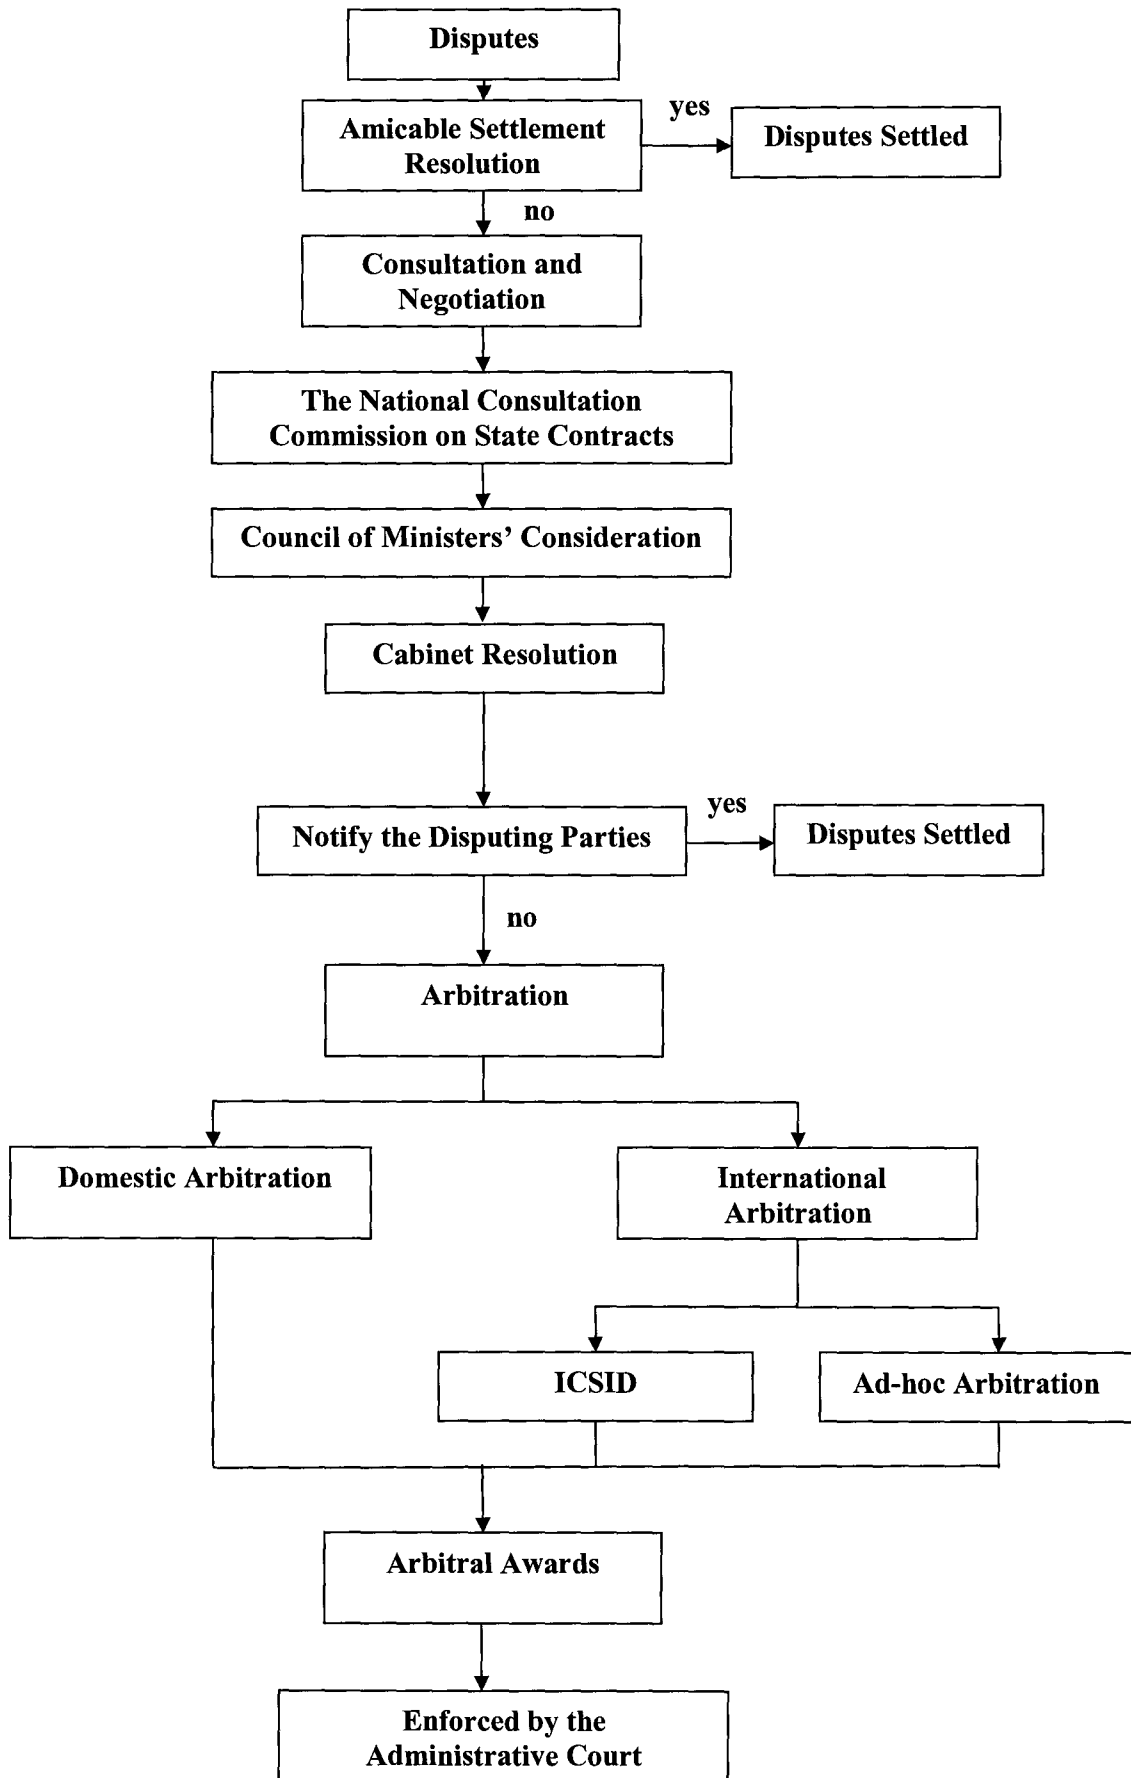 Disputes
yes
Amicable Settlement
Resolution
Disputes Settled
no
Consultation and
Negotiation
The National Consultation
Commission on State Contracts
Council of Ministers’ Consideration
Cabinet Resolution
yes
Notify the Disputing Parties
Disputes Settled
no
Arbitration
Domestic Arbitration
International
Arbitration
ICSID
Ad-hoc Arbitration
Arbitral Awards
Enforced by the
Administrative Court